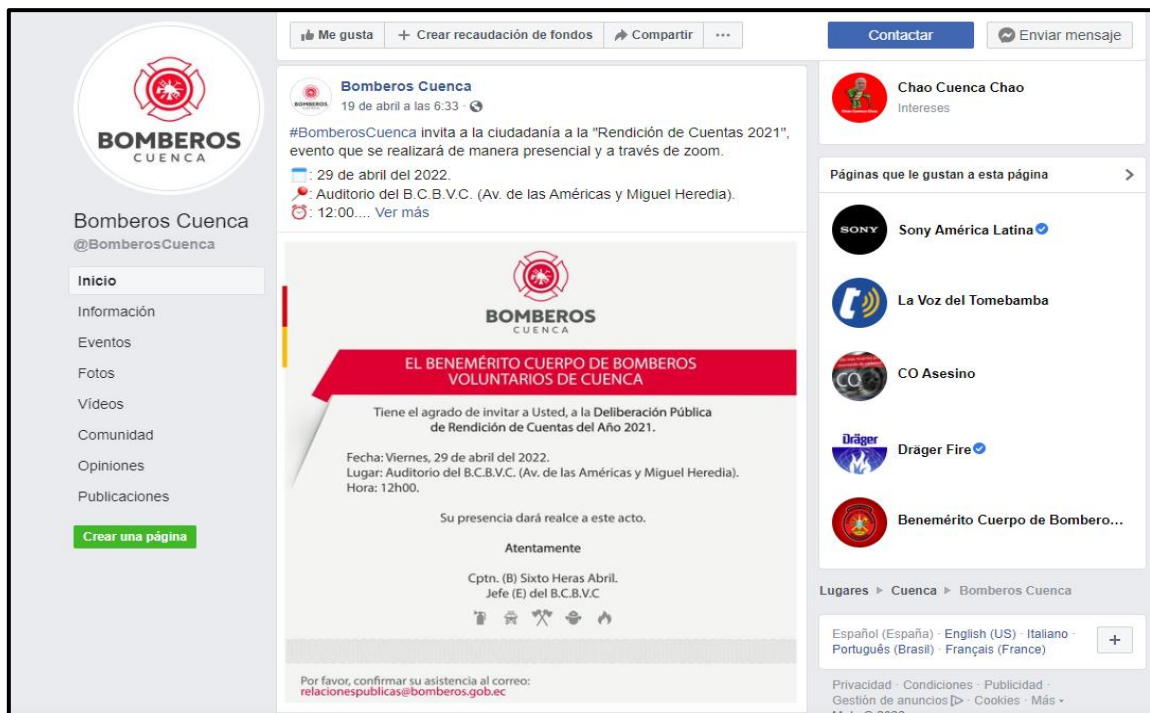 BOMBEROS
CUENCA
Bomberos Cuenca
@BomberosCuenca
Inicio
Información
Eventos
Fotos
Vídeos
Comunidad
Opiniones
Publicaciones
Crear una página
Me gusta
Crear recaudación de fondos
Compartir
...
Contactar
Enviar mensaje
BOMBEROS
Bomberos Cuenca
19 de abril a las 6:33 ·
#BomberosCuenca invita a la ciudadanía a la "Rendición de Cuentas 2021",
evento que se realizará de manera presencial y a través de zoom.
: 29 de abril del 2022.
: Auditorio del B.C.B.V.C. (Av. de las Américas y Miguel Heredia).
: 12:00.... Ver más
BOMBEROS
CUENCA
EL BENEMÉRITO CUERPO DE BOMBEROS
VOLUNTARIOS DE CUENCA
Tiene el agrado de invitar a Usted, a la Deliberación Pública
de Rendición de Cuentas del Año 2021.
Fecha: Viernes, 29 de abril del 2022.
Lugar: Auditorio del B.C.B.V.C. (Av. de las Américas y Miguel Heredia).
Hora: 12h00.
Su presencia dará realce a este acto.
Atentamente
Cptn. (B) Sixto Heras Abril.
Jefe (E) del B.C.B.V.C
Por favor, confirmar su asistencia al correo:
relacionespublicas@bomberos.gob.ec
Chao Cuenca Chao
Intereses
Páginas que le gustan a esta página
SONY
Sony América Latina
La Voz del Tomebamba
CO
CO Asesino
Dräger
Dräger Fire
Benemérito Cuerpo de Bombero...
Lugares Cuenca Bomberos Cuenca
Español (España) · English (US) · Italiano ·
Português (Brasil) · Français (France)
+
Privacidad · Condiciones · Publicidad ·
Gestión de anuncios · Cookies · Más